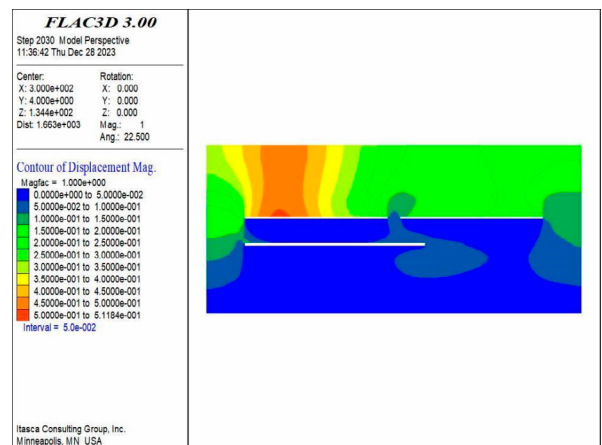 FLAC3D 3.00
Step 2030 Model Perspective
11:36:42 Thu Dec 28 2023
Center: Rotation:
X: 3.000e+002 X: 0.000
Y: 4.000e+000 Y: 0.000
Z: 1.344e+002 Z: 0.000
Dist: 1.663e+003 Mag.: 1
Ang.: 22.500
Contour of Displacement Mag.
Magfac = 1.000e+000
0.0000e+000 to 5.0000e-002
5.0000e-002 to 1.0000e-001
1.0000e-001 to 1.5000e-001
1.5000e-001 to 2.0000e-001
2.0000e-001 to 2.5000e-001
2.5000e-001 to 3.0000e-001
3.0000e-001 to 3.5000e-001
3.5000e-001 to 4.0000e-001
4.0000e-001 to 4.5000e-001
4.5000e-001 to 5.0000e-001
5.0000e-001 to 5.1184e-001
Interval = 5.0e-002
Itasca Consulting Group, Inc.
Minneapolis, MN USA